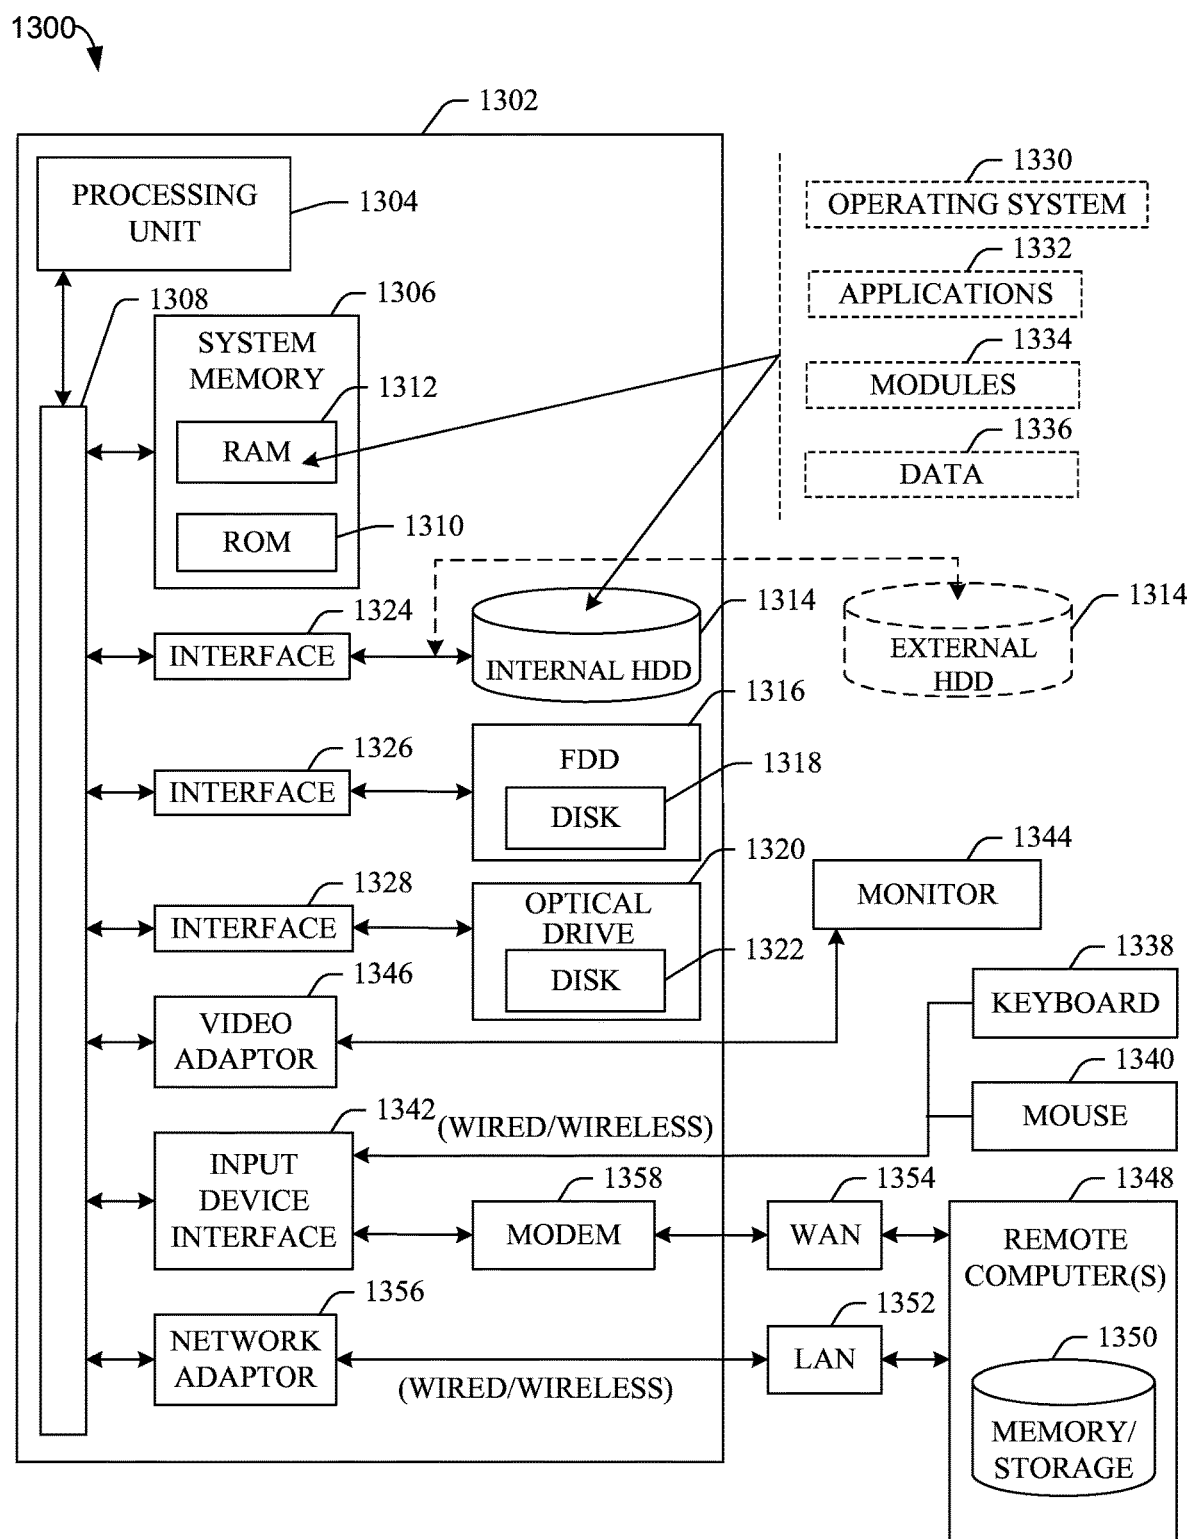 1300
1302
PROCESSING
UNIT
1304
1308
1306
SYSTEM
MEMORY
1312
RAM
1310
ROM
1330
OPERATING SYSTEM
1332
APPLICATIONS
1334
MODULES
1336
DATA
1324
INTERFACE
1314
INTERNAL HDD
1314
EXTERNAL
HDD
1326
INTERFACE
1316
FDD
1318
DISK
1328
INTERFACE
1320
OPTICAL
DRIVE
1322
DISK
1344
MONITOR
1346
VIDEO
ADAPTOR
1338
KEYBOARD
1340
MOUSE
1342
(WIRED/WIRELESS)
INPUT
DEVICE
INTERFACE
1358
MODEM
1354
WAN
1348
REMOTE
COMPUTER(S)
1356
NETWORK
ADAPTOR
(WIRED/WIRELESS)
1352
LAN
1350
MEMORY/
STORAGE